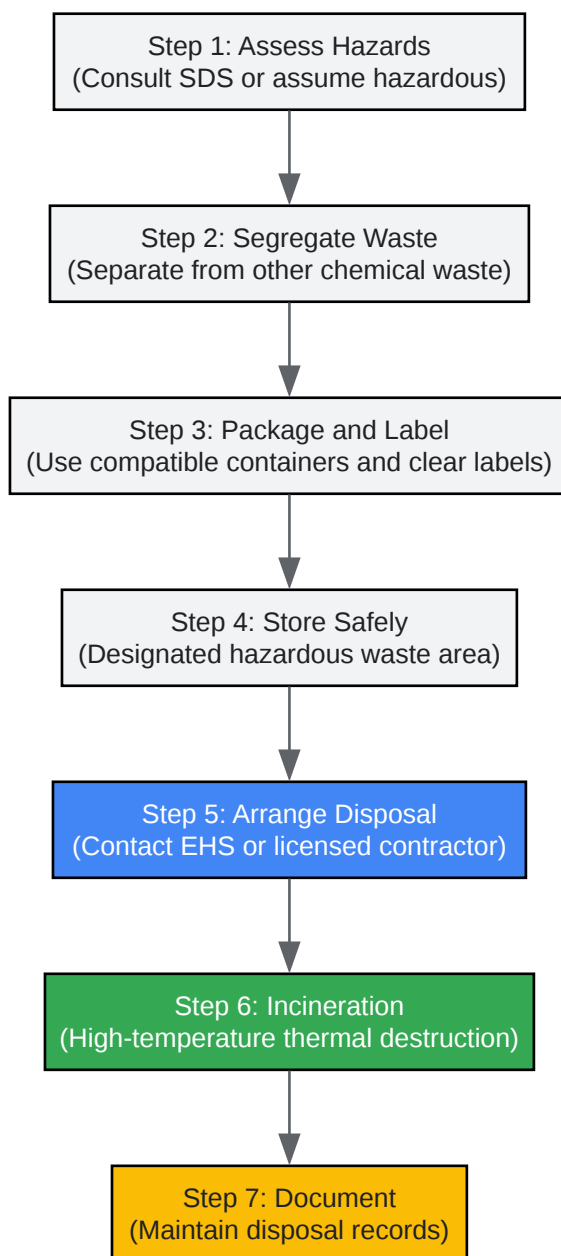 Step 1: Assess Hazards
(Consult SDS or assume hazardous)
Step 2: Segregate Waste
(Separate from other chemical waste)
Step 3: Package and Label
(Use compatible containers and clear labels)
Step 4: Store Safely
(Designated hazardous waste area)
Step 5: Arrange Disposal
(Contact EHS or licensed contractor)
Step 6: Incineration
(High-temperature thermal destruction)
Step 7: Document
(Maintain disposal records)